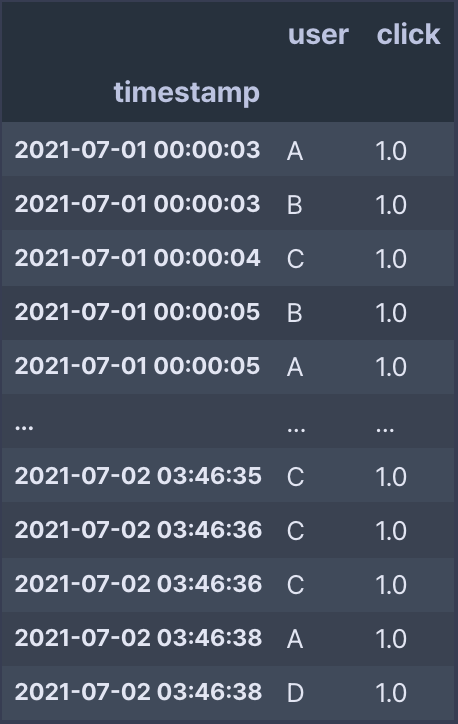 user click
timestamp
2021-07-01 00:00:03 A 1.0
2021-07-01 00:00:03 B 1.0
2021-07-01 00:00:04 C 1.0
2021-07-01 00:00:05 B 1.0
2021-07-01 00:00:05 A 1.0
... ... ...
2021-07-02 03:46:35 C 1.0
2021-07-02 03:46:36 C 1.0
2021-07-02 03:46:36 C 1.0
2021-07-02 03:46:38 A 1.0
2021-07-02 03:46:38 D 1.0